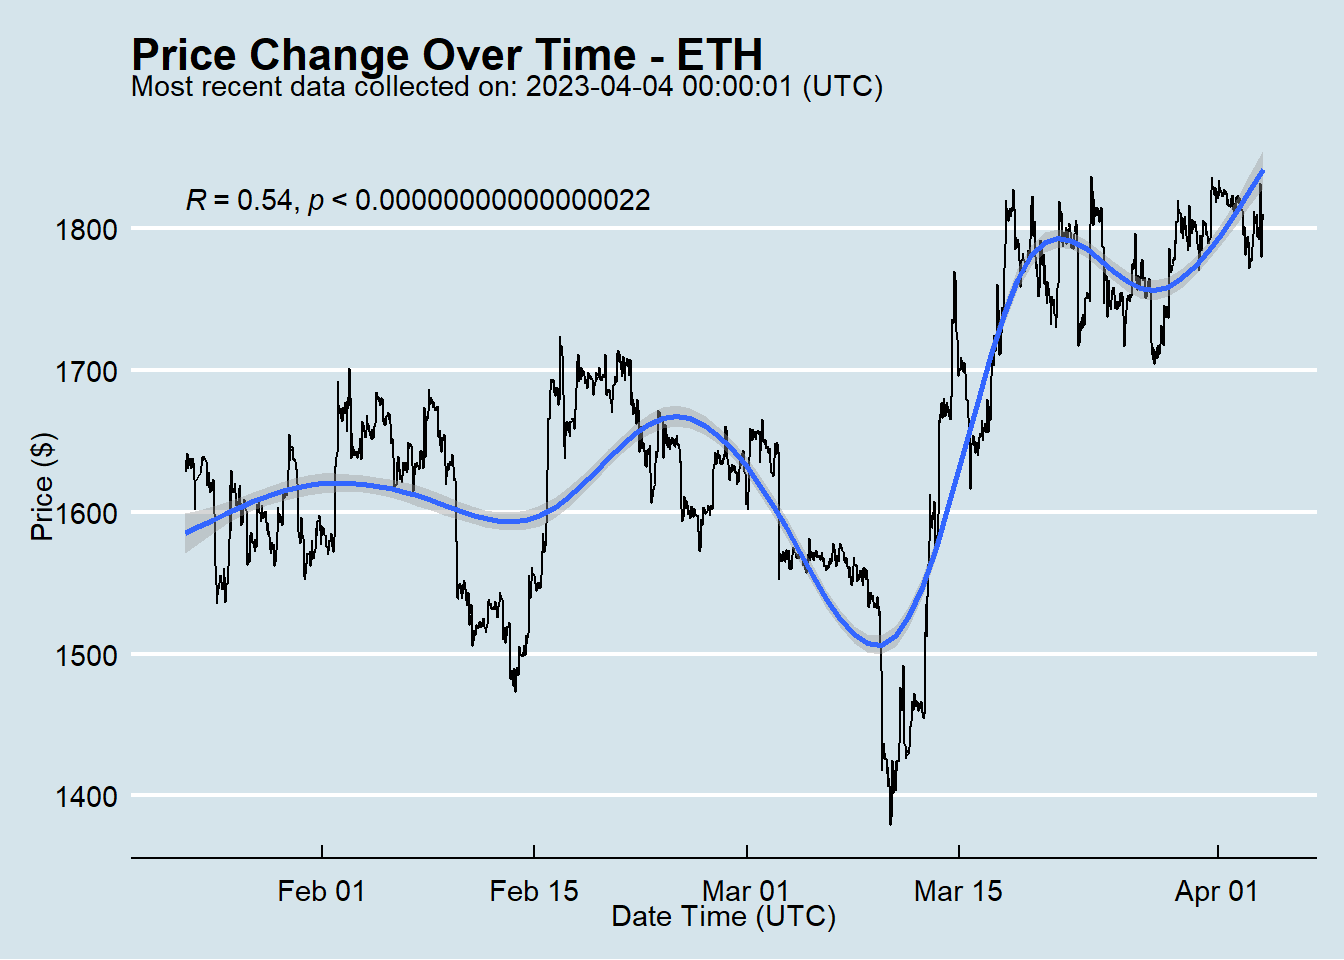 Price Change Over Time - ETH
Most recent data collected on: 2023-04-04 00:00:01 (UTC)
R = 0.54, p < 0.00000000000000022
1800
1700
1600
1500
1400
Price ($)
Feb 01 Feb 15 Mar 01 Mar 15 Apr 01
Date Time (UTC)